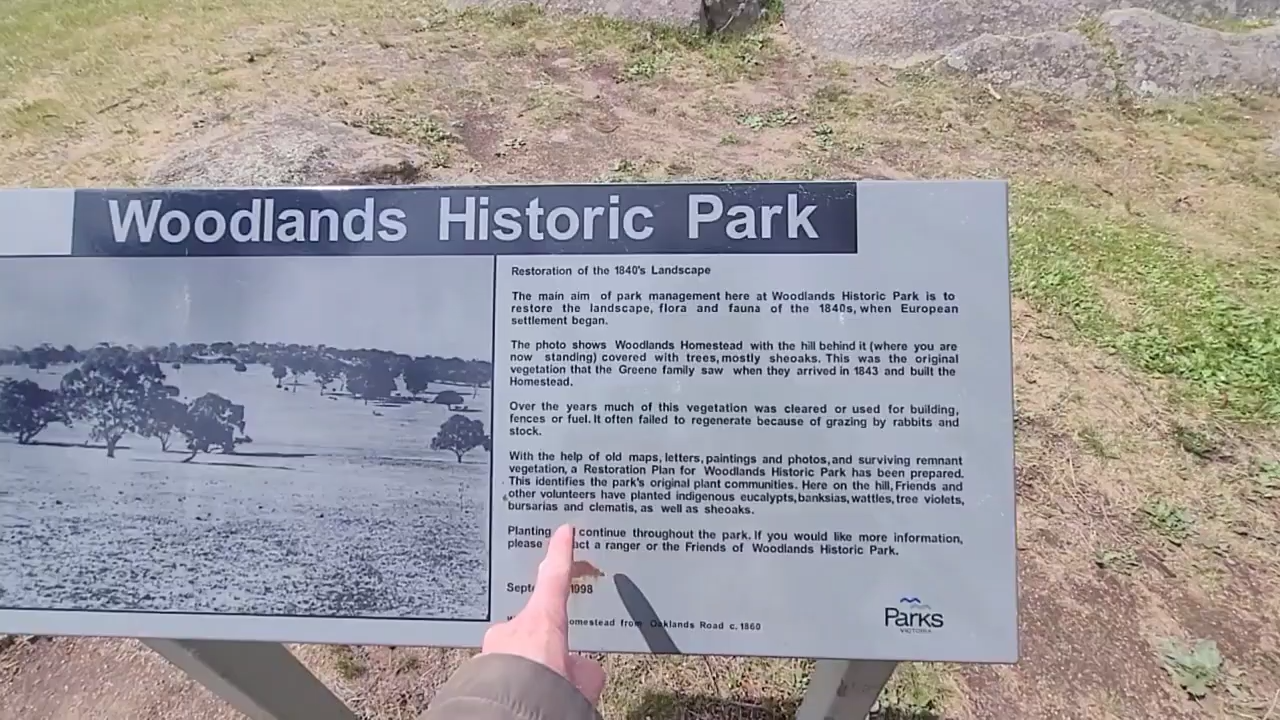 Woodlands Historic Park
Restoration of the 1840's Landscape
The main aim of park management here at Woodlands Historic Park is to
restore the landscape, flora and fauna of the 1840s, when European
settlement began.
The photo shows Woodlands Homestead with the hill behind it (where you are
now standing) covered with trees, mostly sheoaks. This was the original
vegetation that the Greene family saw when they arrived in 1843 and built the
Homestead.
Over the years much of this vegetation was cleared or used for building,
fences or fuel. It often failed to regenerate because of grazing by rabbits and
stock.
With the help of old maps, letters, paintings and photos, and surviving remnant
vegetation, a Restoration Plan for Woodlands Historic Park has been prepared.
This identifies the park's original plant communities. Here on the hill, Friends and
other volunteers have planted indigenous eucalypts, banksias, wattles, tree violets,
bursarias and clematis, as well as sheoaks.
Planting continue throughout the park. If you would like more information,
please a ranger or the Friends of Woodlands Historic Park.
1998
from Oaklands Road c.1860
Parks
VICTORIA